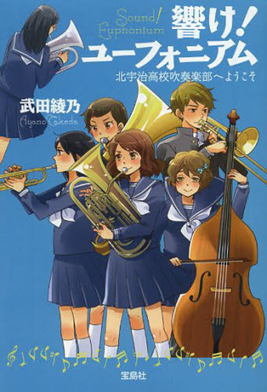 Sound!
Euphonium
響け!
ユーフォニアム
北宇治高校吹奏楽部へようこそ
武田綾乃
Ayano Takeda
宝島社